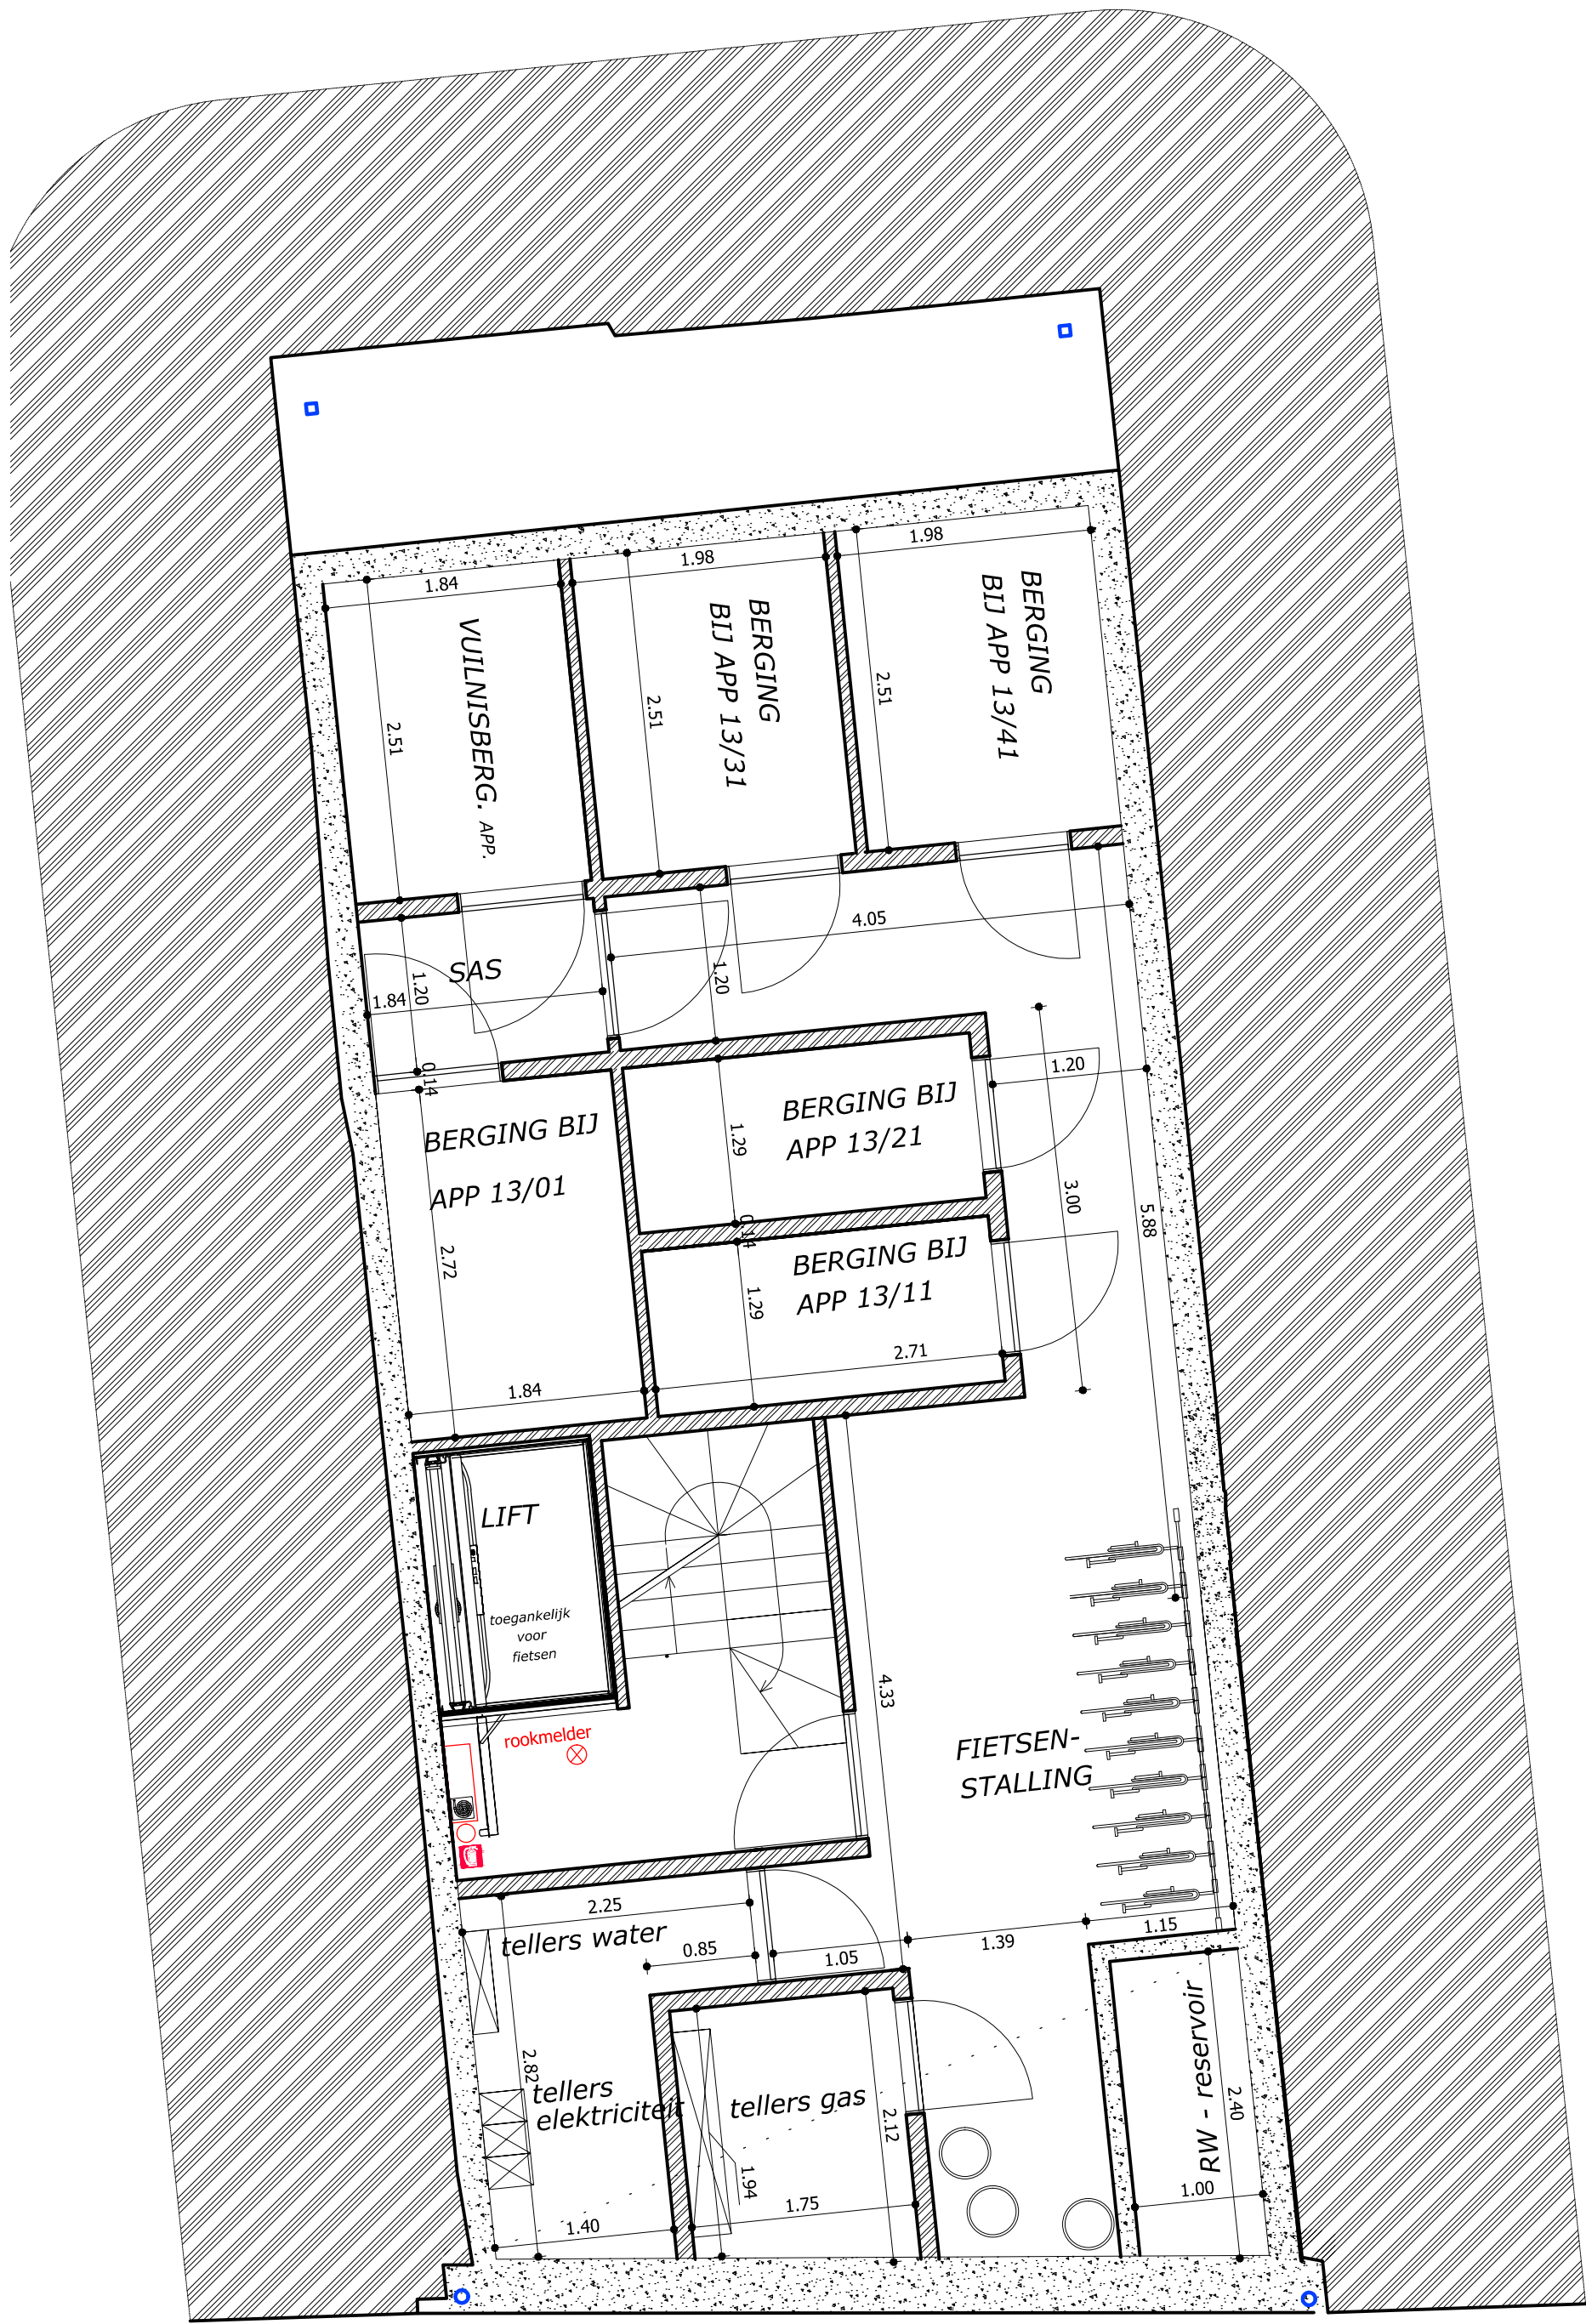 1.84
1.98
1.98
VUILNISBERG. APP.
BERGING
BIJ APP 13/31
BERGING
BIJ APP 13/41
2.51
2.51
2.51
4.05
SAS
1.20
1.84
1.20
0.14
1.20
BERGING BIJ
APP 13/01
BERGING BIJ
APP 13/21
1.29
3.00
5.88
0.14
2.72
BERGING BIJ
APP 13/11
1.29
2.71
1.84
LIFT
toegankelijk
voor
fietsen
4.33
rookmelder
FIETSEN-
STALLING
2.25
tellers water
0.85
1.05
1.39
1.15
2.82
tellers
elektriciteit
tellers gas
2.12
RW - reservoir
2.40
1.94
1.75
1.00
1.40